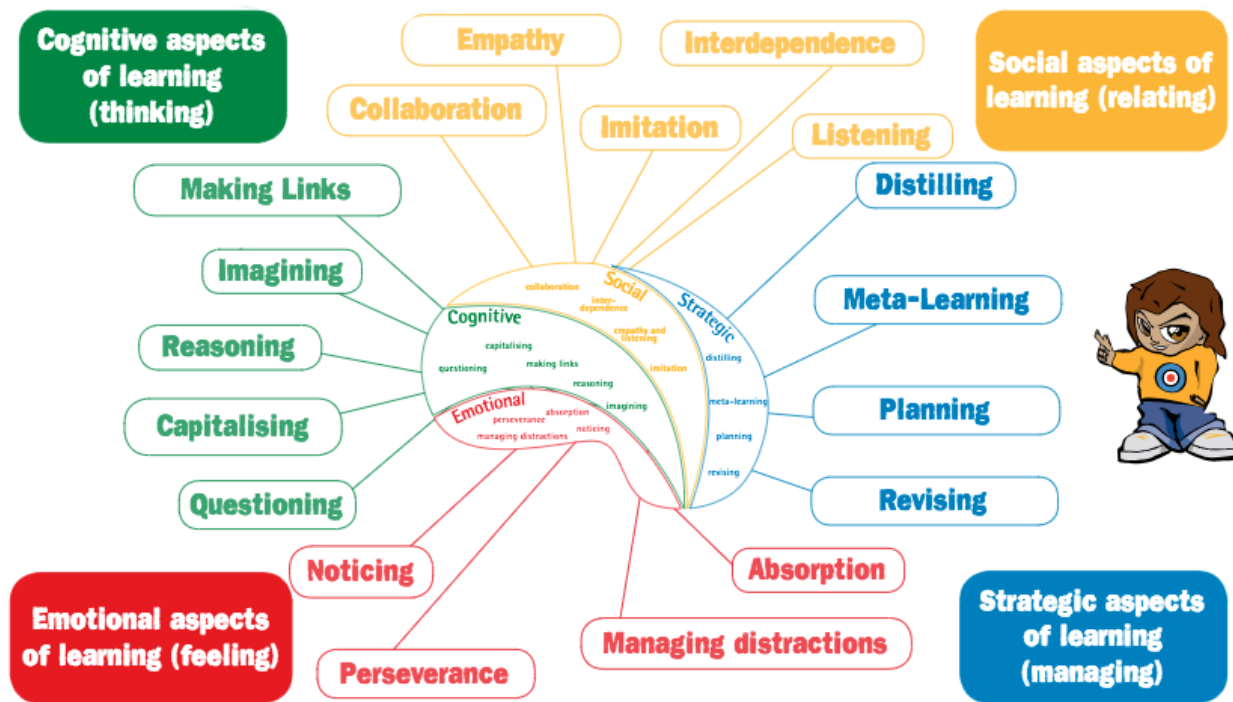 Cognitive aspects
of learning
(thinking)
Empathy
Interdependence
Social aspects of
learning (relating)
Collaboration
Imitation
Listening
Making Links
Distilling
Imagining
Meta-Learning
Reasoning
Planning
Capitalising
Revising
Questioning
Social
collaboration
inter-
dependence
empathy and
listening
imitation
Cognitive
capitalising
questioning
making links
reasoning
imagining
Strategic
distilling
meta-learning
planning
revising
Emotional
absorption
perseverance
noticing
managing distractions
Noticing
Absorption
Emotional aspects
of learning (feeling)
Perseverance
Managing distractions
Strategic aspects
of learning
(managing)